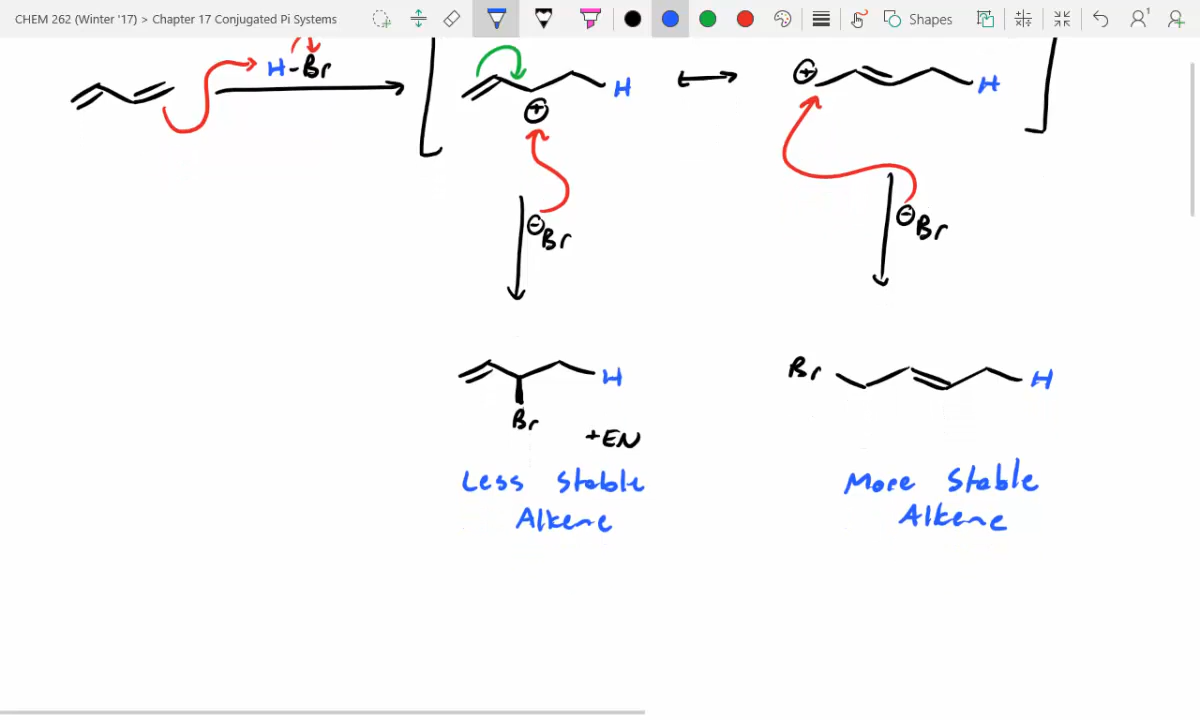 CHEM 262 (Winter '17) > Chapter 17 Conjugated Pi Systems
Shapes
H-Br
H
H
Br
Br
H
Br
Br
H
+EN
Less Stable
Alkene
More Stable
Alkene